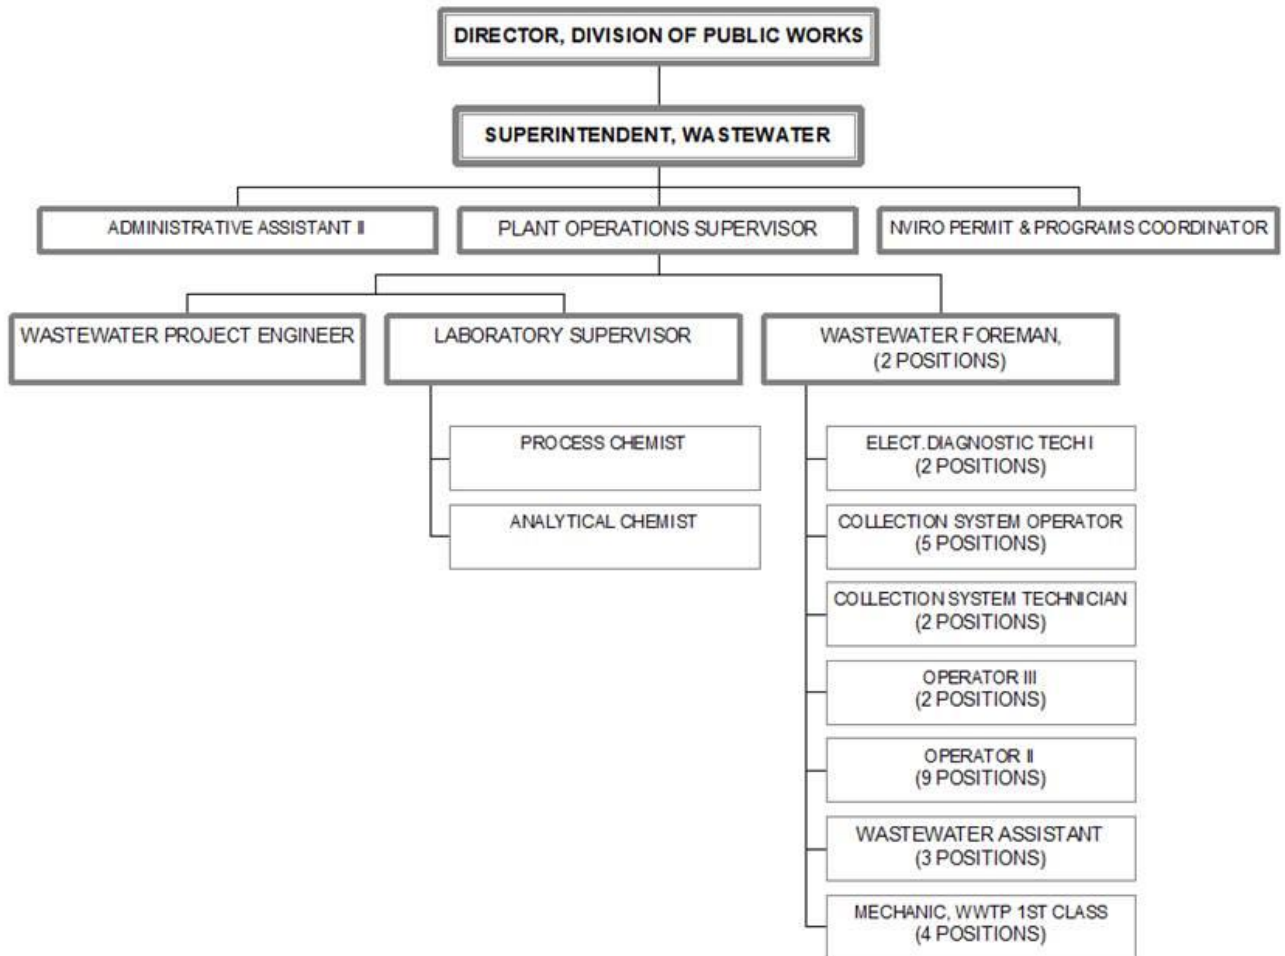 DIRECTOR, DIVISION OF PUBLIC WORKS
SUPERINTENDENT, WASTEWATER
ADMINISTRATIVE ASSISTANT II
PLANT OPERATIONS SUPERVISOR
NVIRO PERMIT & PROGRAMS COORDINATOR
WASTEWATER PROJECT ENGINEER
LABORATORY SUPERVISOR
WASTEWATER FOREMAN,
(2 POSITIONS)
PROCESS CHEMIST
ANALYTICAL CHEMIST
ELECT.DIAGNOSTIC TECH I
(2 POSITIONS)
COLLECTION SYSTEM OPERATOR
(5 POSITIONS)
COLLECTION SYSTEM TECHNICIAN
(2 POSITIONS)
OPERATOR III
(2 POSITIONS)
OPERATOR II
(9 POSITIONS)
WASTEWATER ASSISTANT
(3 POSITIONS)
MECHANIC, WWTP 1ST CLASS
(4 POSITIONS)